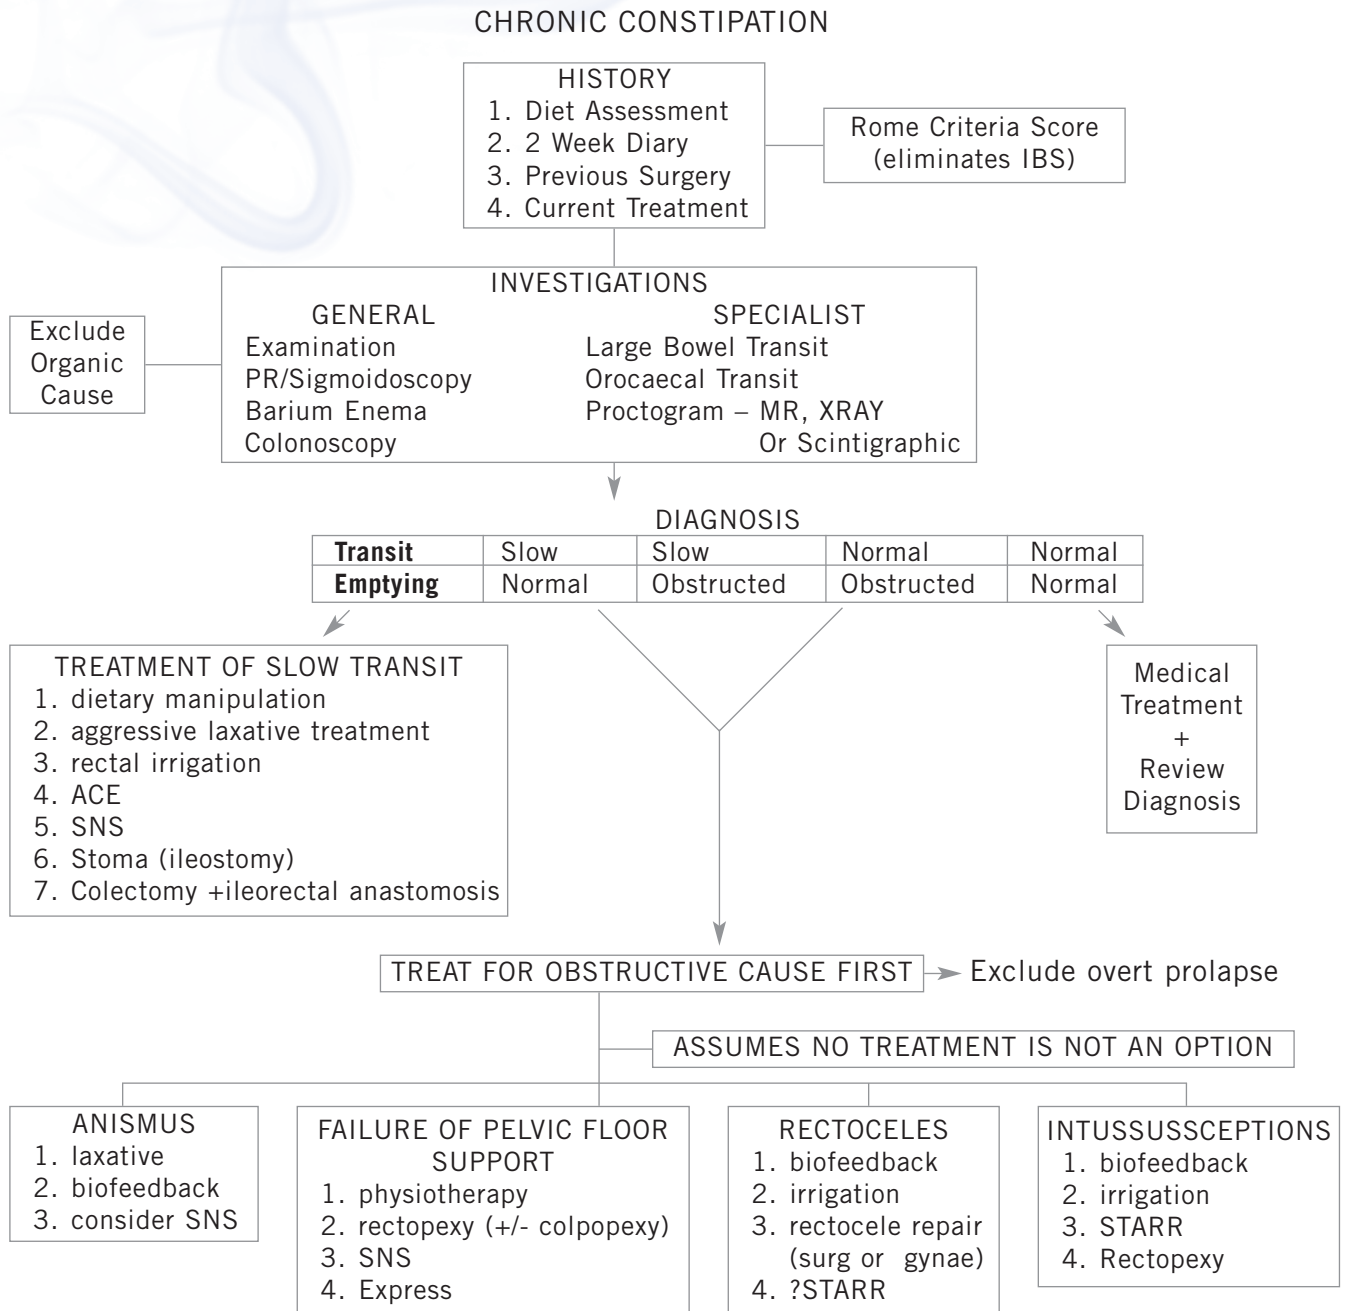 CHRONIC CONSTIPATION
HISTORY
1. Diet Assessment
2. 2 Week Diary
3. Previous Surgery
4. Current Treatment
Rome Criteria Score
(eliminates IBS)
Exclude
Organic
Cause
INVESTIGATIONS
GENERAL
Examination
PR/Sigmoidoscopy
Barium Enema
Colonoscopy
SPECIALIST
Large Bowel Transit
Orocaecal Transit
Proctogram – MR, XRAY
Or Scintigraphic
DIAGNOSIS
Transit Slow Slow Normal Normal
Emptying Normal Obstructed Obstructed Normal
TREATMENT OF SLOW TRANSIT
1. dietary manipulation
2. aggressive laxative treatment
3. rectal irrigation
4. ACE
5. SNS
6. Stoma (ileostomy)
7. Colectomy +ileorectal anastomosis
Medical
Treatment
+
Review
Diagnosis
TREAT FOR OBSTRUCTIVE CAUSE FIRST
Exclude overt prolapse
ASSUMES NO TREATMENT IS NOT AN OPTION
ANISMUS
1. laxative
2. biofeedback
3. consider SNS
FAILURE OF PELVIC FLOOR
SUPPORT
1. physiotherapy
2. rectopexy (+/- colpopexy)
3. SNS
4. Express
RECTOCELES
1. biofeedback
2. irrigation
3. rectocele repair
(surg or gynae)
4. ?STARR
INTUSSUSSCEPTIONS
1. biofeedback
2. irrigation
3. STARR
4. Rectopexy